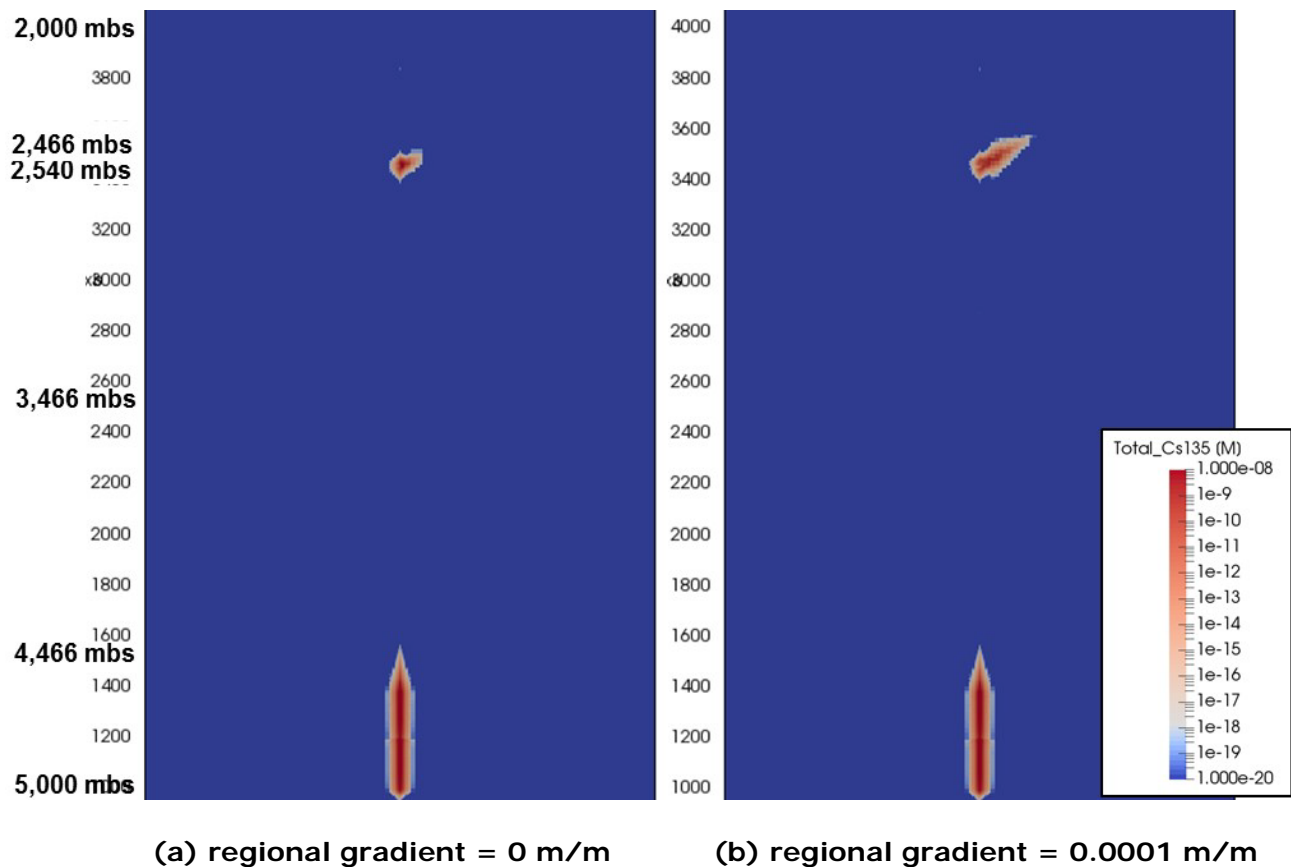 2,000 mbs
3800
2,466 mbs
2,540 mbs
3200
3000
2800
2600
3,466 mbs
2400
2200
2000
1800
1600
4,466 mbs
1400
1200
5,000 mbs
4000
3800
3600
3400
3200
3000
2800
2600
2400
2200
2000
1800
1600
1400
1200
1000
Total_Cs135 [M]
1.000e-08
1e-9
1e-10
1e-11
1e-12
1e-13
1e-14
1e-15
1e-16
1e-17
1e-18
1e-19
1.000e-20
(a) regional gradient = 0 m/m
(b) regional gradient = 0.0001 m/m